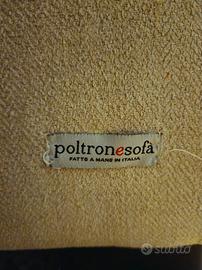 poltronesofà
FATTO A MANO IN ITALIA
subito